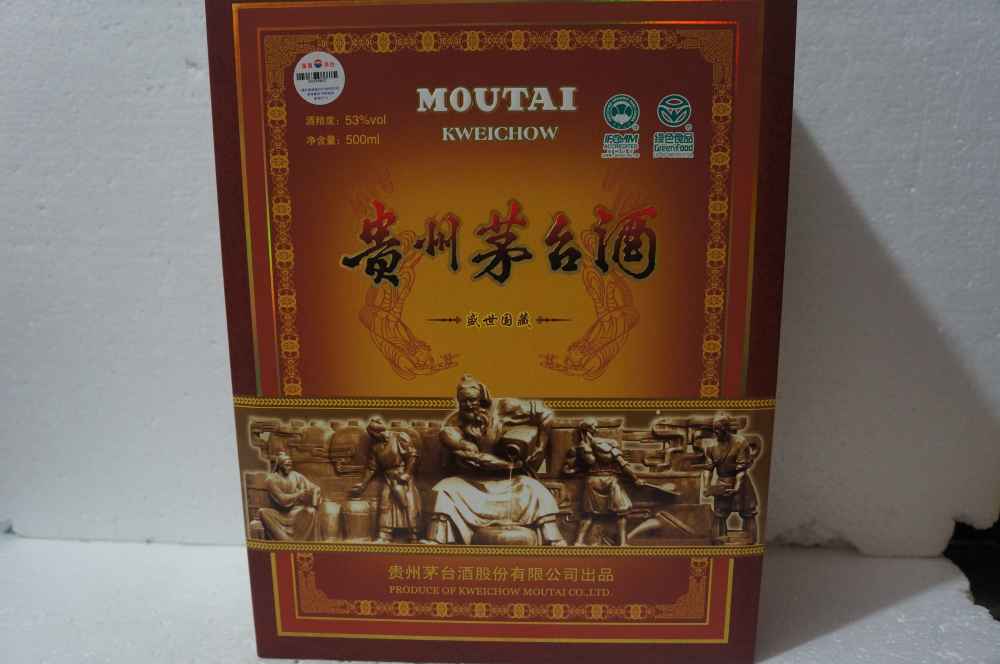 MOUTAI
KWEICHOW
酒精度：53%vol
净含量：500ml
绿色食品
GreenFood
贵州茅台酒
盛世国藏
贵州茅台酒股份有限公司出品
PRODUCE OF KWEICHOW MOUTAI CO.,LTD.